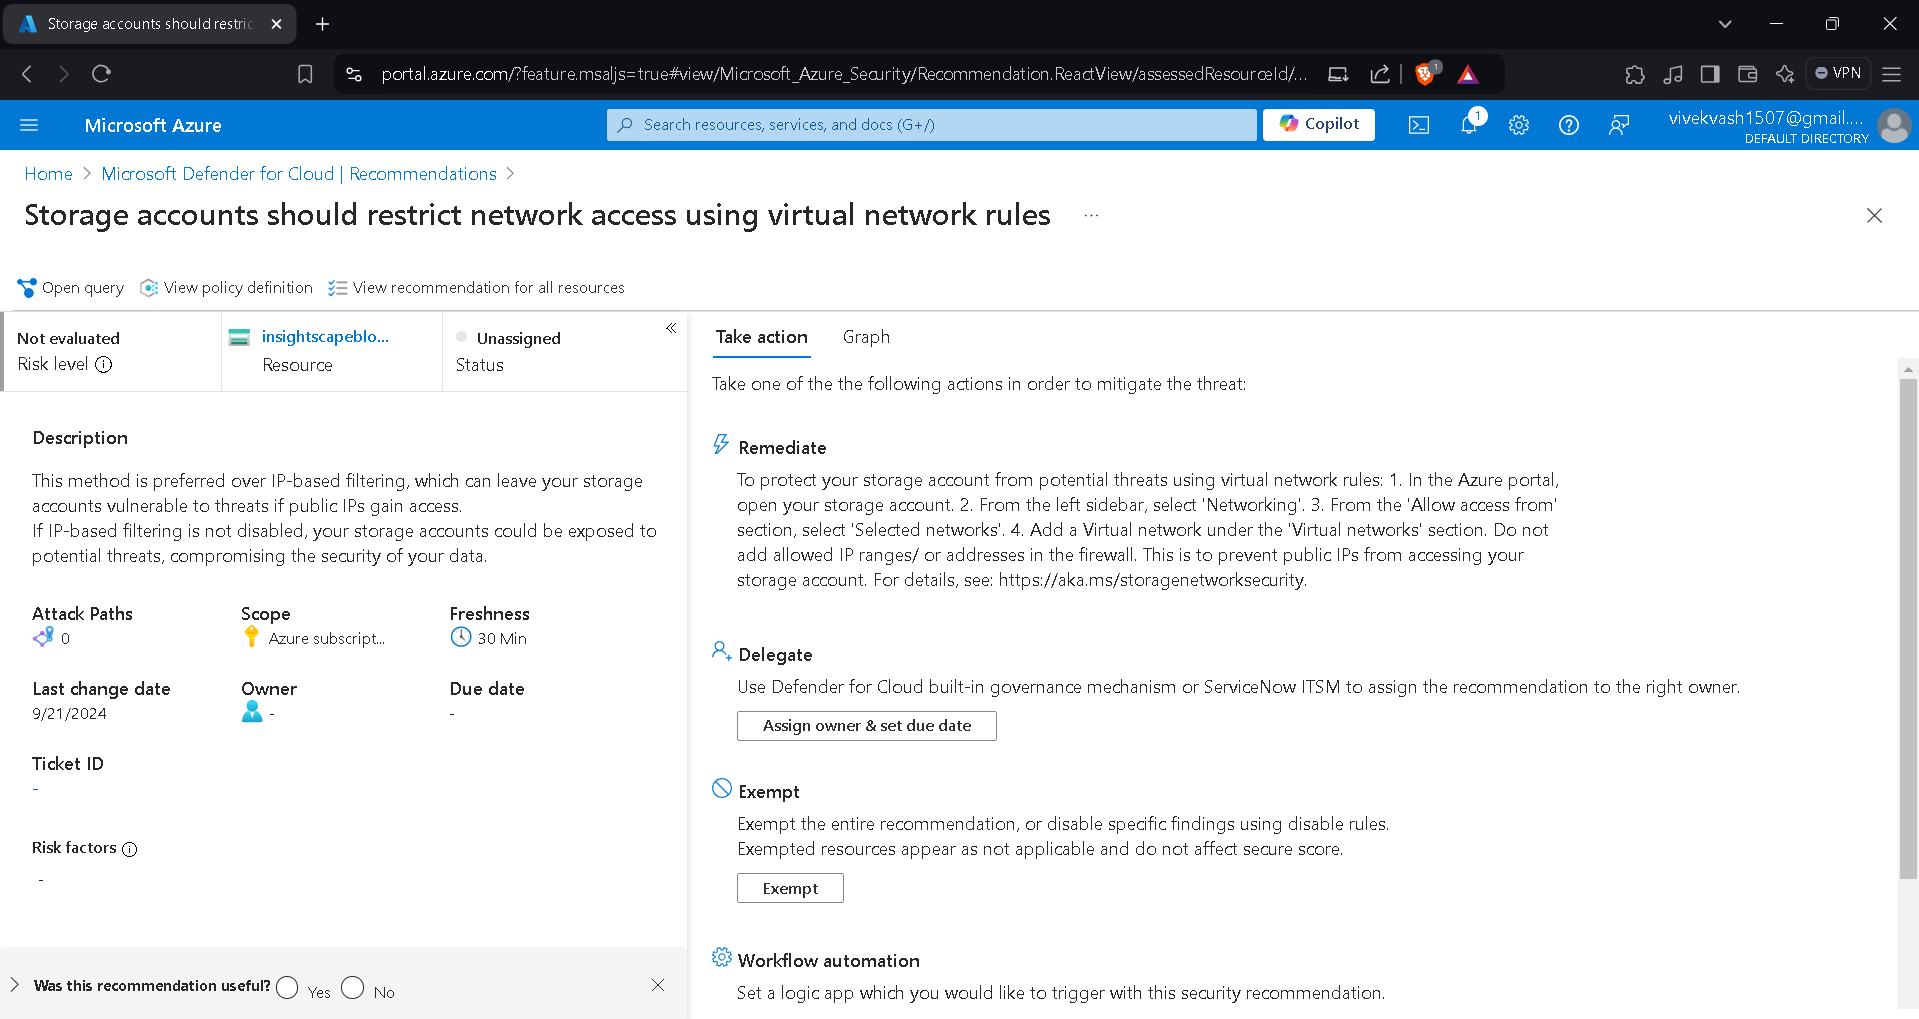 Storage accounts should restric
portal.azure.com/?feature.msaljs=true#view/Microsoft_Azure_Security/Recommendation.ReactView/assessedResourceId/...
1
VPN
Microsoft Azure
Search resources, services, and docs (G+/)
Copilot
1
vivekvash1507@gmail....
DEFAULT DIRECTORY
Home > Microsoft Defender for Cloud | Recommendations >
Storage accounts should restrict network access using virtual network rules ...
Open query
View policy definition
View recommendation for all resources
Not evaluated
Risk level
insightscapeblo...
Resource
Unassigned
Status
Description
This method is preferred over IP-based filtering, which can leave your storage
accounts vulnerable to threats if public IPs gain access.
If IP-based filtering is not disabled, your storage accounts could be exposed to
potential threats, compromising the security of your data.
Attack Paths
0
Scope
Azure subscript...
Freshness
30 Min
Last change date
9/21/2024
Owner
-
Due date
-
Ticket ID
-
Risk factors
-
Was this recommendation useful? Yes No
Take action
Graph
Take one of the the following actions in order to mitigate the threat:
Remediate
To protect your storage account from potential threats using virtual network rules: 1. In the Azure portal,
open your storage account. 2. From the left sidebar, select 'Networking'. 3. From the 'Allow access from'
section, select 'Selected networks'. 4. Add a Virtual network under the 'Virtual networks' section. Do not
add allowed IP ranges/ or addresses in the firewall. This is to prevent public IPs from accessing your
storage account. For details, see: https://aka.ms/storagenetworksecurity.
Delegate
Use Defender for Cloud built-in governance mechanism or ServiceNow ITSM to assign the recommendation to the right owner.
Assign owner & set due date
Exempt
Exempt the entire recommendation, or disable specific findings using disable rules.
Exempted resources appear as not applicable and do not affect secure score.
Exempt
Workflow automation
Set a logic app which you would like to trigger with this security recommendation.